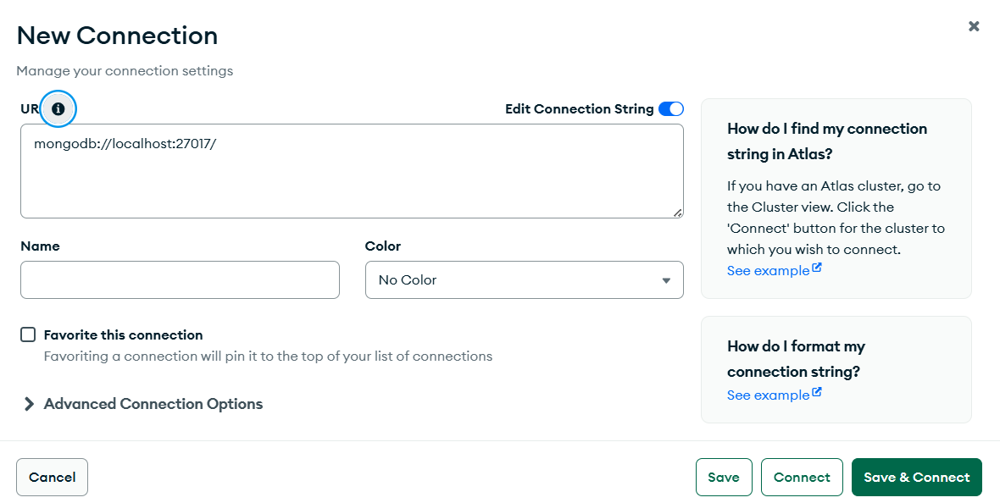 New Connection
Manage your connection settings
UR
Edit Connection String
mongodb://localhost:27017/
Name
Color
No Color
Favorite this connection
Favoriting a connection will pin it to the top of your list of connections
Advanced Connection Options
How do I find my connection
string in Atlas?
If you have an Atlas cluster, go to
the Cluster view. Click the
'Connect' button for the cluster to
which you wish to connect.
See example
How do I format my
connection string?
See example
Cancel
Save
Connect
Save & Connect